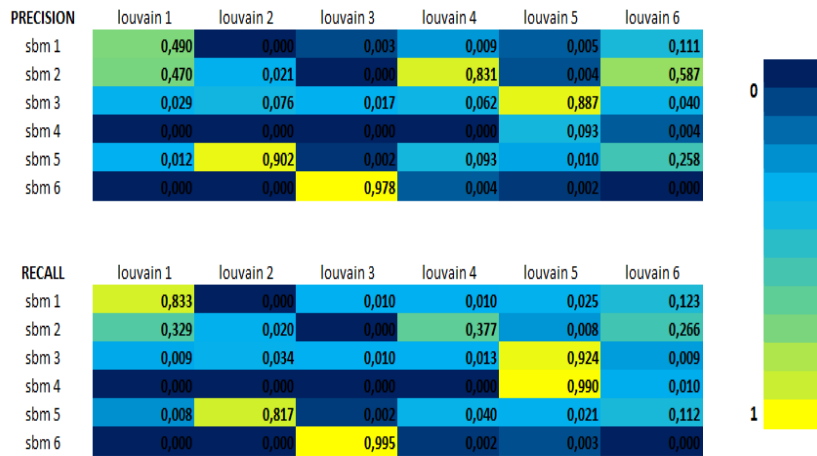 PRECISION louvain 1 louvain 2 louvain 3 louvain 4 louvain 5 louvain 6
sbm 1 0,490 0,000 0,003 0,009 0,005 0,111
sbm 2 0,470 0,021 0,000 0,831 0,004 0,587
sbm 3 0,029 0,076 0,017 0,062 0,887 0,040
sbm 4 0,000 0,000 0,000 0,000 0,093 0,004
sbm 5 0,012 0,902 0,002 0,093 0,010 0,258
sbm 6 0,000 0,000 0,978 0,004 0,002 0,000
0
RECALL louvain 1 louvain 2 louvain 3 louvain 4 louvain 5 louvain 6
sbm 1 0,833 0,000 0,010 0,010 0,025 0,123
sbm 2 0,329 0,020 0,000 0,377 0,008 0,266
sbm 3 0,009 0,034 0,010 0,013 0,924 0,009
sbm 4 0,000 0,000 0,000 0,000 0,990 0,010
sbm 5 0,008 0,817 0,002 0,040 0,021 0,112
sbm 6 0,000 0,000 0,995 0,002 0,003 0,000
1